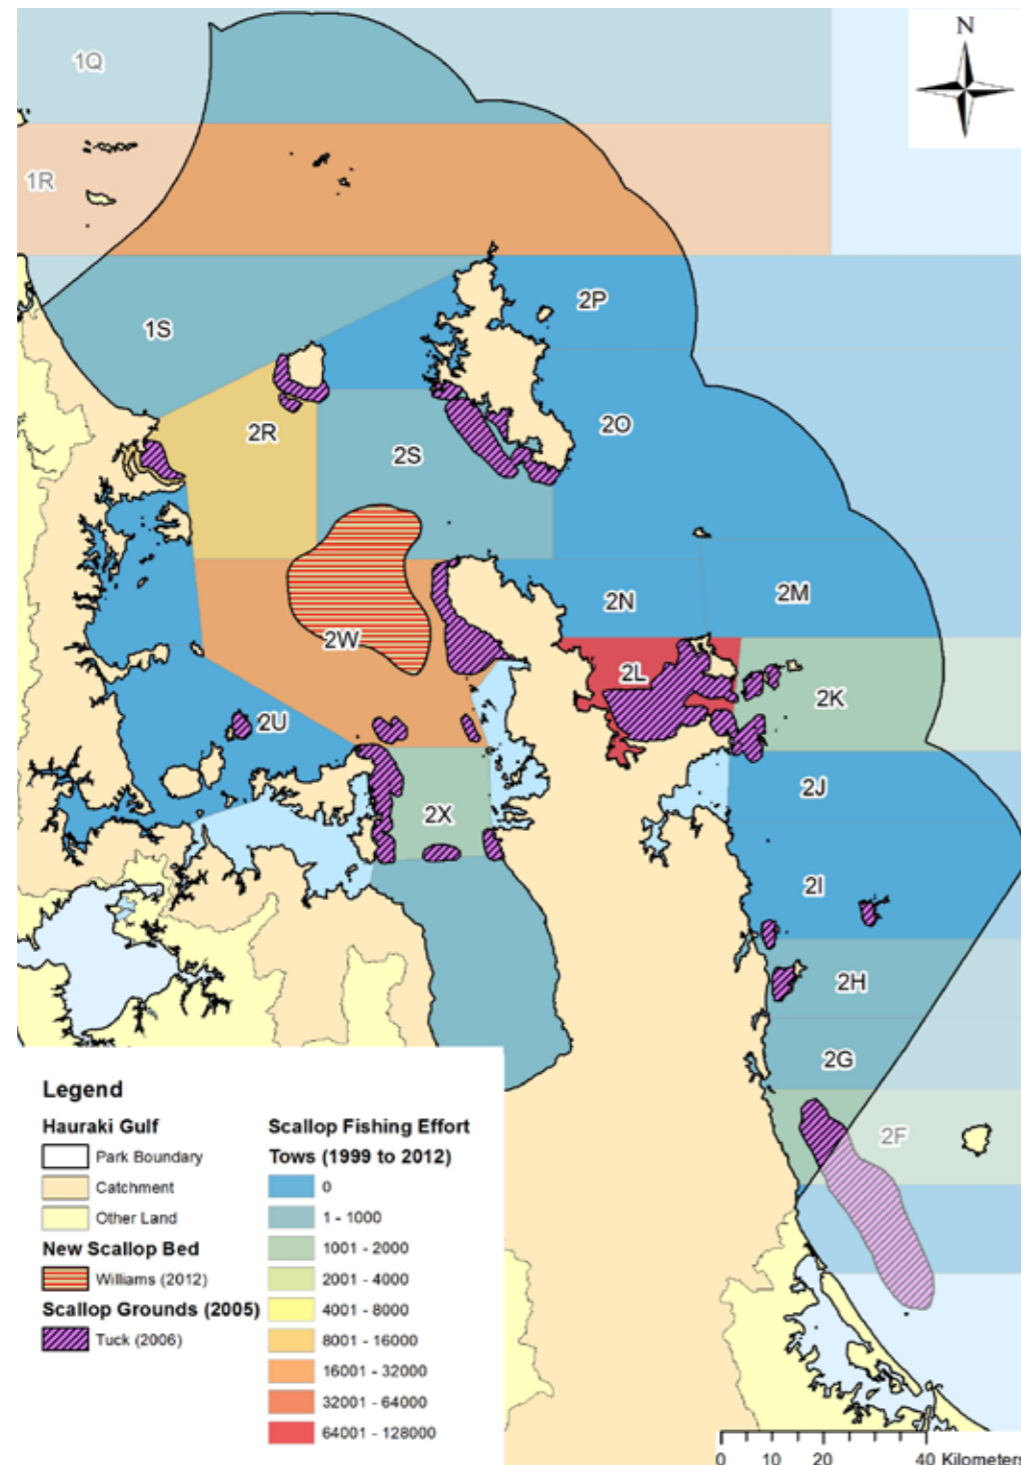 N
1Q
1R
2P
1S
2O
2R
2S
2N
2M
2W
2L
2K
2U
2J
2X
2I
2H
2G
2F
Legend
Hauraki Gulf
Park Boundary
Catchment
Other Land
New Scallop Bed
Williams (2012)
Scallop Grounds (2005)
Tuck (2006)
Scallop Fishing Effort
Tows (1999 to 2012)
0
1 - 1000
1001 - 2000
2001 - 4000
4001 - 8000
8001 - 16000
16001 - 32000
32001 - 64000
64001 - 128000
0 10 20 40 Kilometers